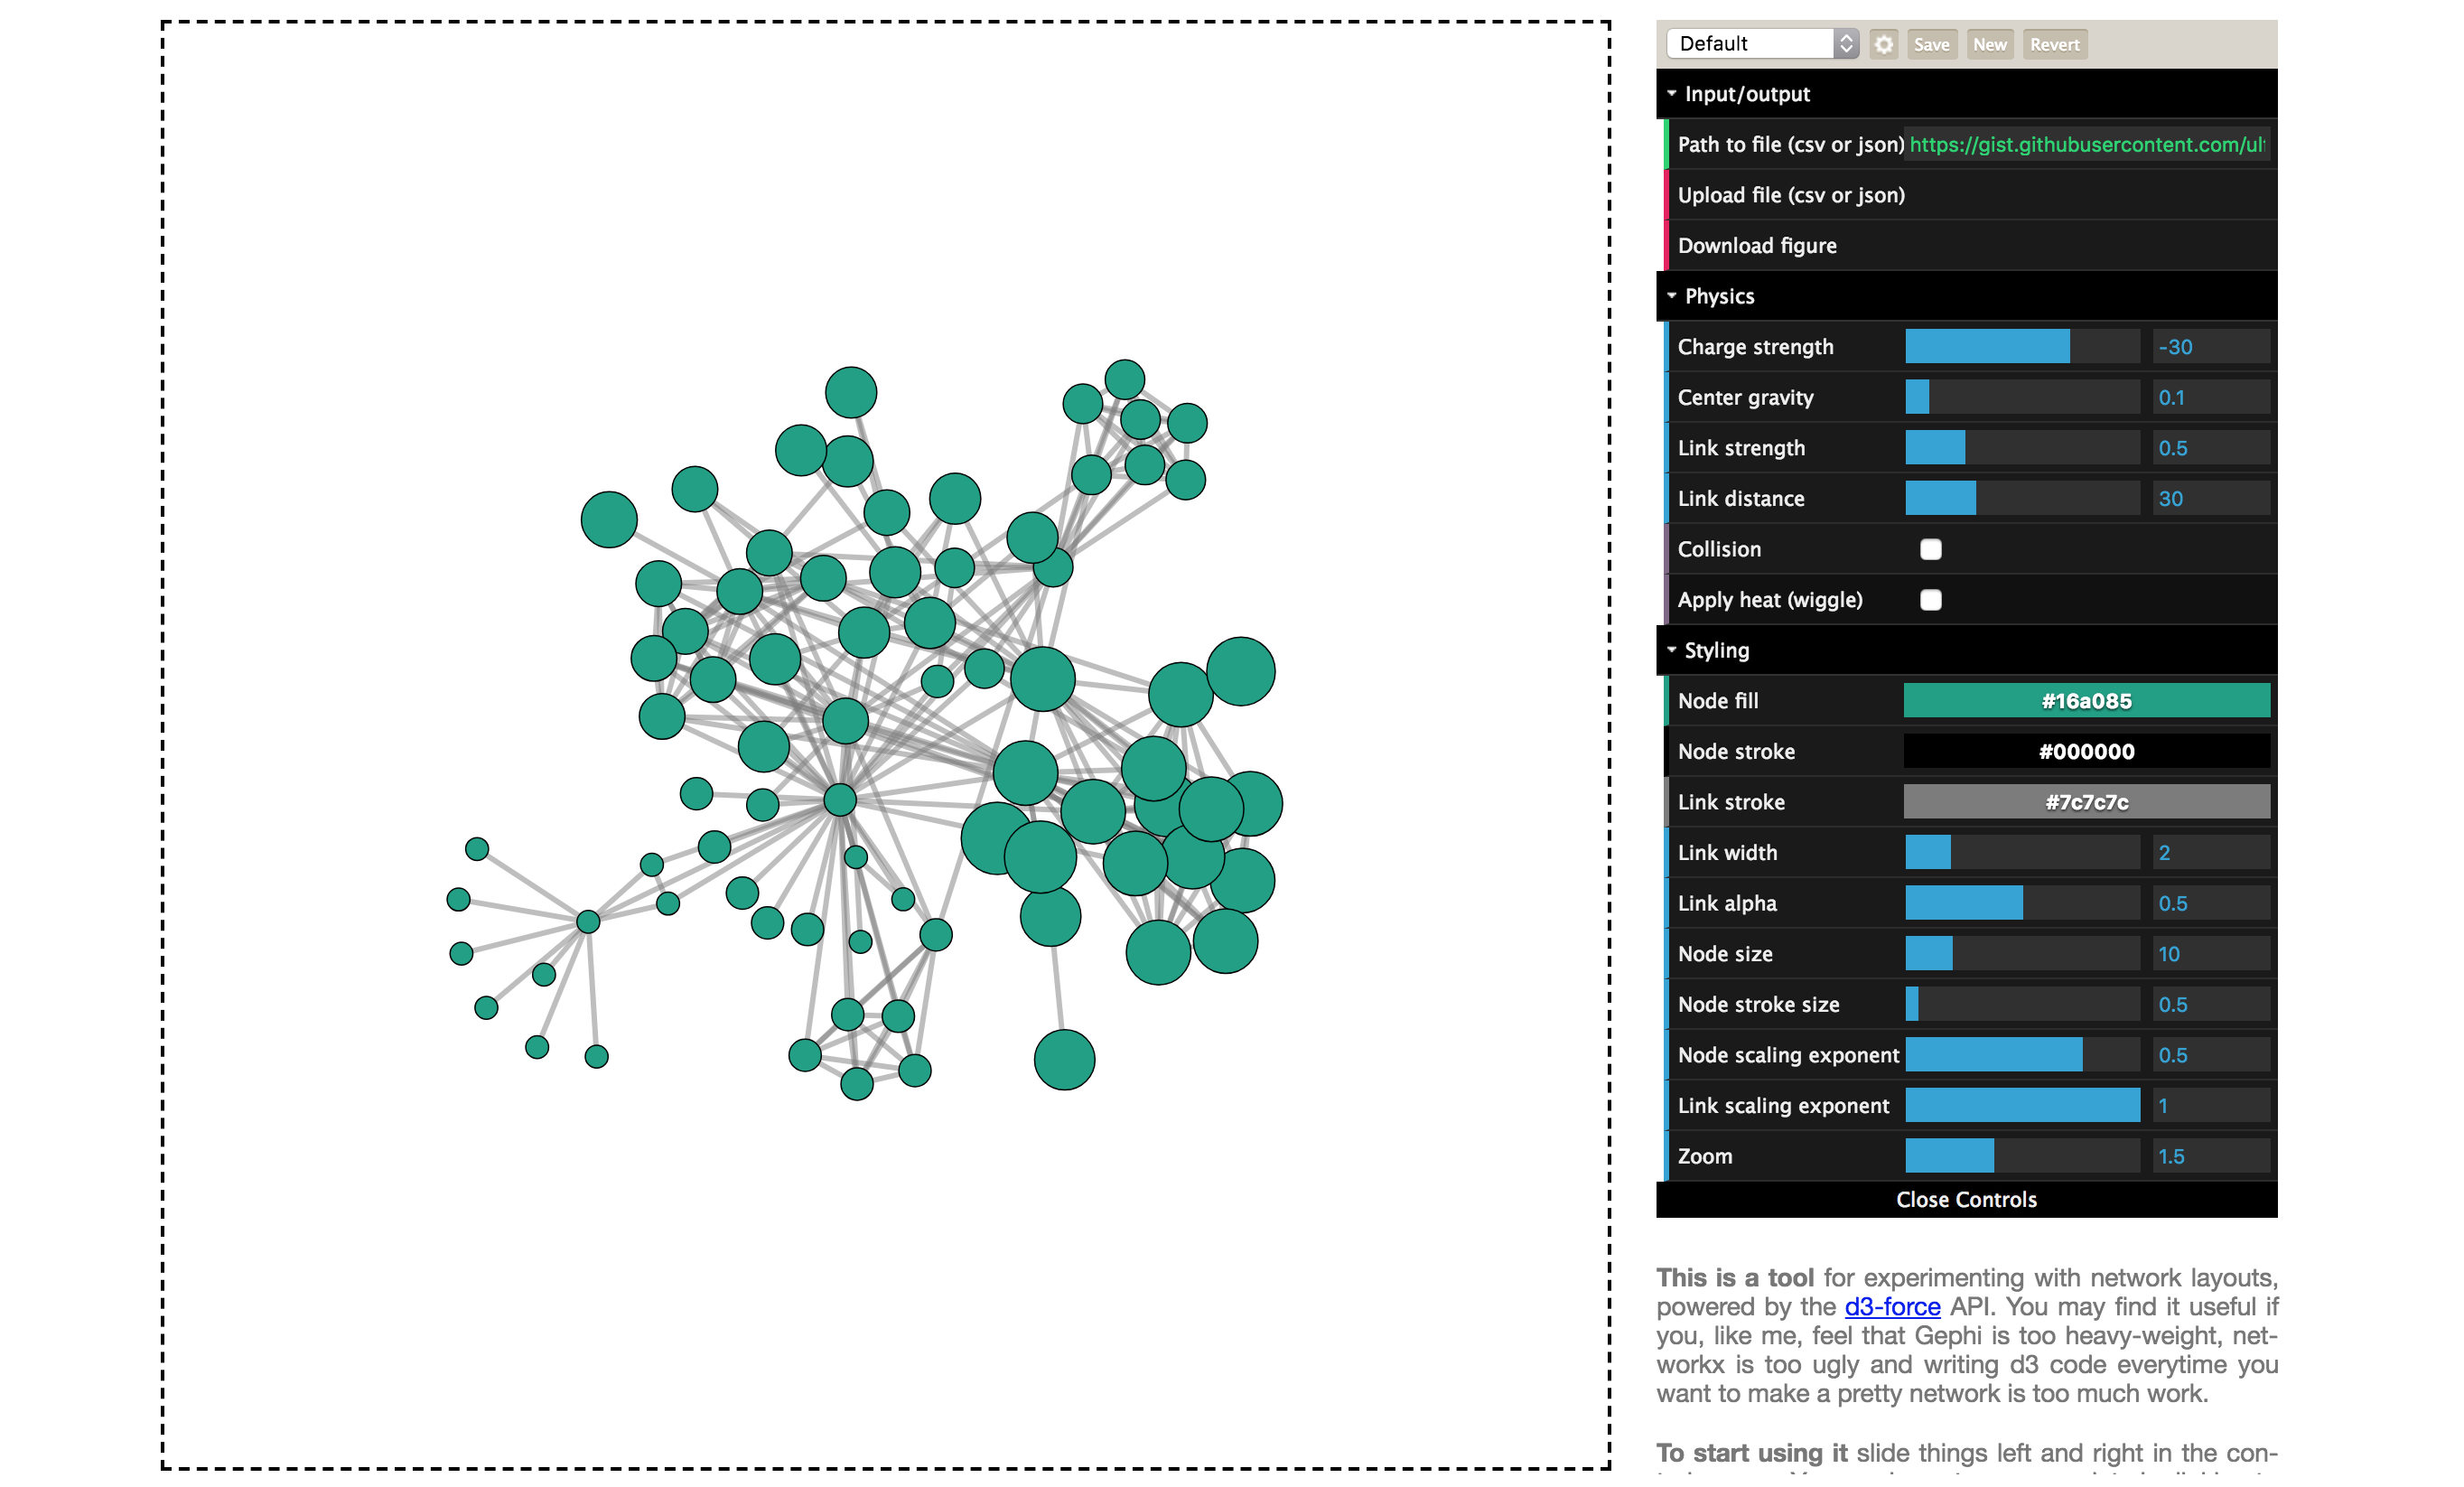 Default Save New Revert
Input/output
Path to file (csv or json) https://gist.githubusercontent.com/ul
Upload file (csv or json)
Download figure
Physics
Charge strength -30
Center gravity 0.1
Link strength 0.5
Link distance 30
Collision
Apply heat (wiggle)
Styling
Node fill #16a085
Node stroke #000000
Link stroke #7c7c7c
Link width 2
Link alpha 0.5
Node size 10
Node stroke size 0.5
Node scaling exponent 0.5
Link scaling exponent 1
Zoom 1.5
Close Controls
This is a tool for experimenting with network layouts,
powered by the d3-force API. You may find it useful if
you, like me, feel that Gephi is too heavy-weight, net-
workx is too ugly and writing d3 code everytime you
want to make a pretty network is too much work.
To start using it slide things left and right in the con-